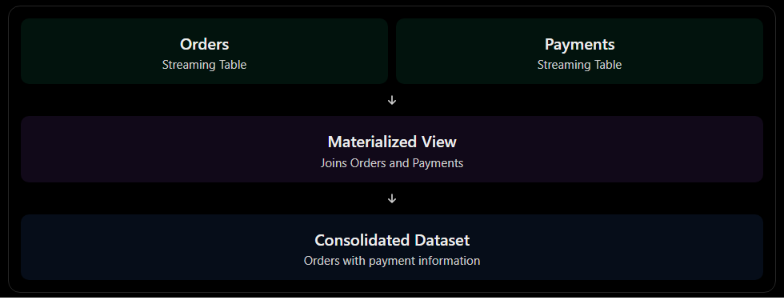 Orders
Streaming Table
Payments
Streaming Table
↓
Materialized View
Joins Orders and Payments
↓
Consolidated Dataset
Orders with payment information